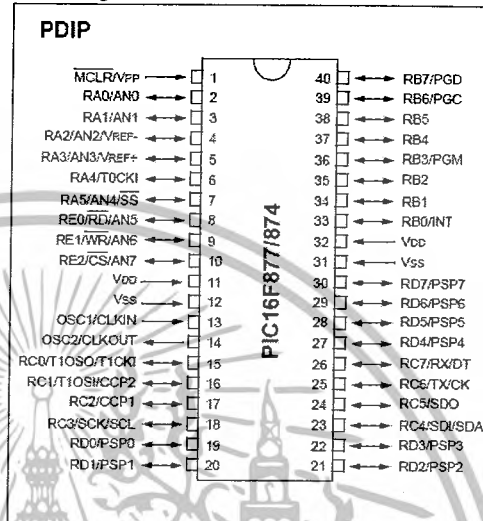 PDIP
MCLR/VPP 1 40 RB7/PGD
RA0/AN0 2 39 RB6/PGC
RA1/AN1 3 38 RB5
RA2/AN2/VREF- 4 37 RB4
RA3/AN3/VREF+ 5 36 RB3/PGM
RA4/T0CKI 6 35 RB2
RA5/AN4/SS 7 34 RB1
RE0/RD/AN5 8 33 RB0/INT
RE1/WR/AN6 9 32 VDD
RE2/CS/AN7 10 31 VSS
VDD 11 30 RD7/PSP7
VSS 12 29 RD6/PSP6
OSC1/CLKIN 13 28 RD5/PSP5
OSC2/CLKOUT 14 27 RD4/PSP4
RC0/T1OSO/T1CKI 15 26 RC7/RX/DT
RC1/T1OSI/CCP2 16 25 RC6/TX/CK
RC2/CCP1 17 24 RC5/SDO
RC3/SCK/SCL 18 23 RC4/SDI/SDA
RD0/PSP0 19 22 RD3/PSP3
RD1/PSP1 20 21 RD2/PSP2
PIC16F877/874